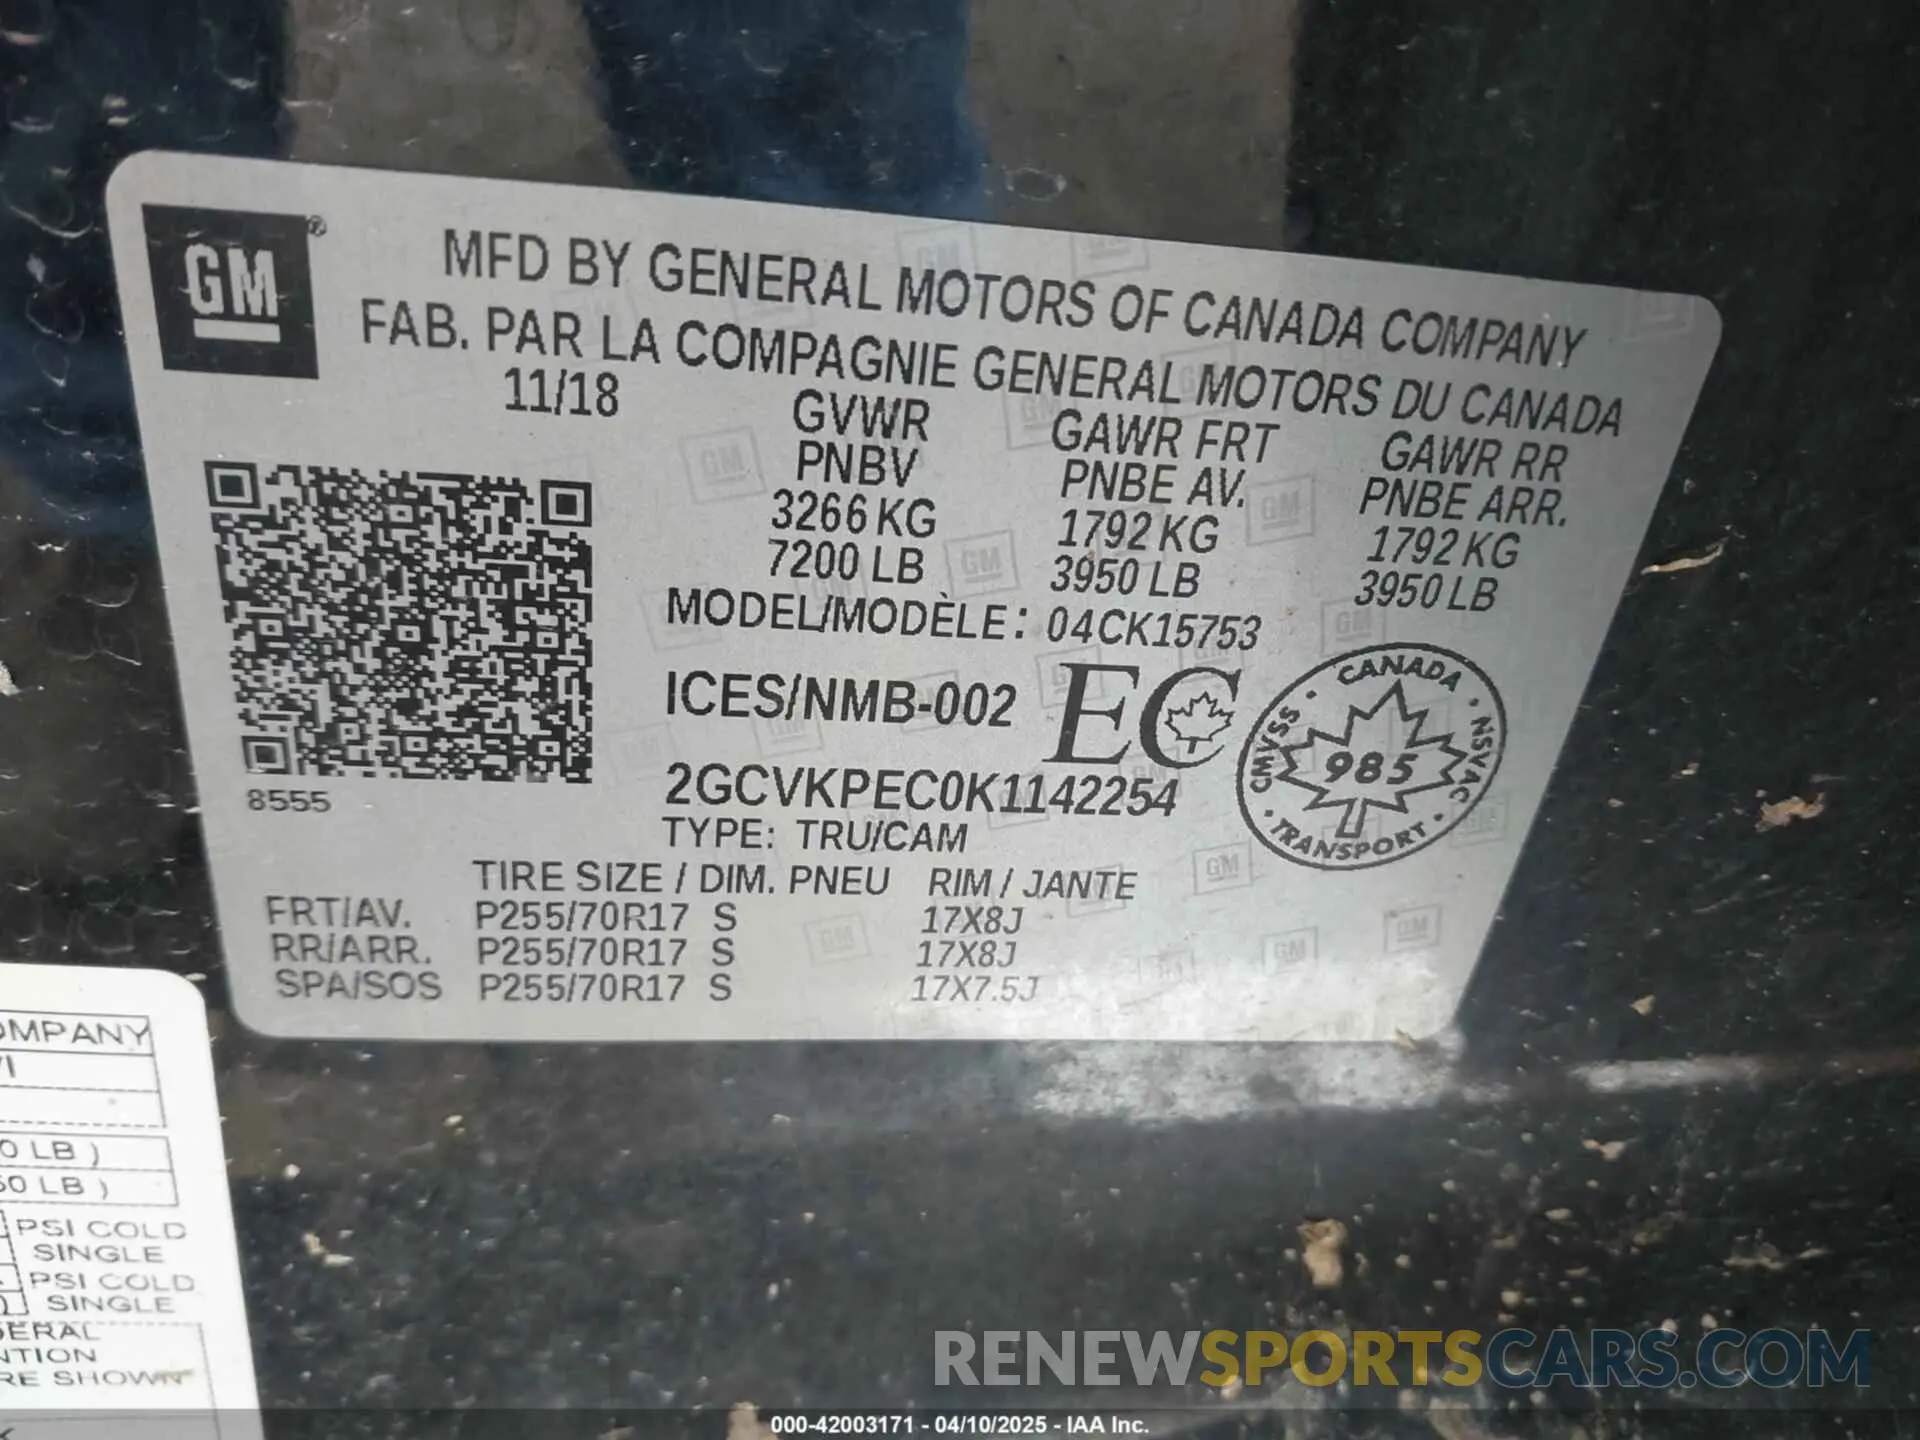 GM®
MFD BY GENERAL MOTORS OF CANADA COMPANY
FAB. PAR LA COMPAGNIE GENERAL MOTORS DU CANADA
11/18
GVWR GAWR FRT GAWR RR
PNBV PNBE AV. PNBE ARR.
3266 KG 1792 KG 1792 KG
7200 LB 3950 LB 3950 LB
MODEL/MODÈLE: 04CK15753
ICES/NMB-002 EC
CANADA
CMVSS 985 NSVAC
TRANSPORT
2GCVKPEC0K1142254
8555
TYPE: TRU/CAM
TIRE SIZE / DIM. PNEU RIM / JANTE
FRT/AV. P255/70R17 S 17X8J
RR/ARR. P255/70R17 S 17X8J
SPA/SOS P255/70R17 S 17X7.5J
OMPANY
0 LB )
50 LB )
PSI COLD
SINGLE
PSI COLD
SINGLE
ERAL
NTION
RE SHOWN
RENEWSPORTSCARS.COM
000-42003171 - 04/10/2025 - IAA Inc.